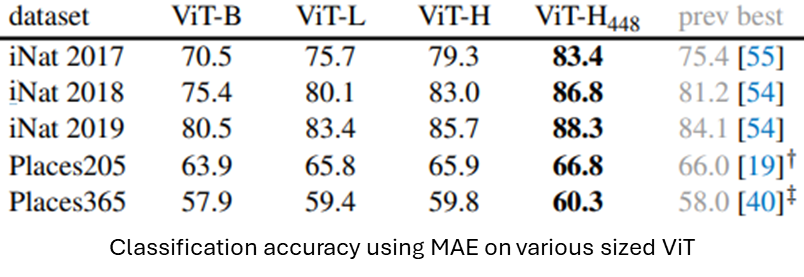 dataset ViT-B ViT-L ViT-H ViT-H₄₄₈ prev best
iNat 2017 70.5 75.7 79.3 83.4 75.4 [55]
iNat 2018 75.4 80.1 83.0 86.8 81.2 [54]
iNat 2019 80.5 83.4 85.7 88.3 84.1 [54]
Places205 63.9 65.8 65.9 66.8 66.0 [19]†
Places365 57.9 59.4 59.8 60.3 58.0 [40]‡
Classification accuracy using MAE on various sized ViT